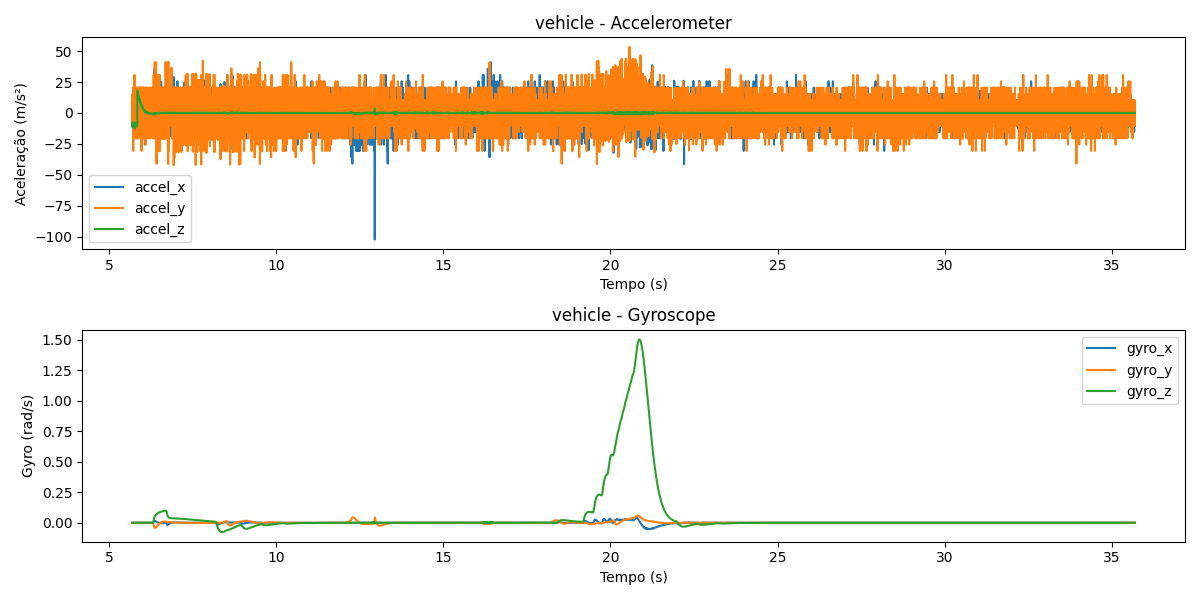 vehicle - Accelerometer
Aceleração (m/s²)
50
25
0
−25
−50
−75
−100
accel_x
accel_y
accel_z
5
10
15
20
25
30
35
Tempo (s)
vehicle - Gyroscope
Gyro (rad/s)
1.50
1.25
1.00
0.75
0.50
0.25
0.00
gyro_x
gyro_y
gyro_z
5
10
15
20
25
30
35
Tempo (s)